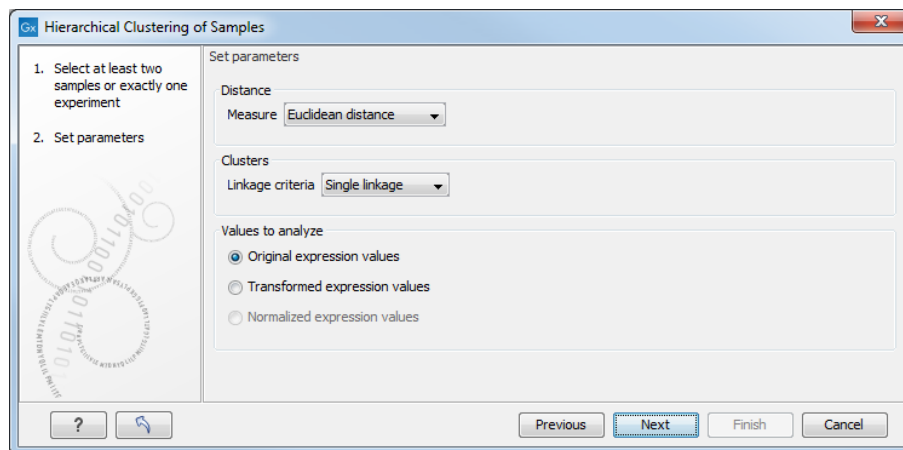 Gx Hierarchical Clustering of Samples
1. Select at least two
samples or exactly one
experiment
2. Set parameters
Set parameters
Distance
Measure Euclidean distance
Clusters
Linkage criteria Single linkage
Values to analyze
Original expression values
Transformed expression values
Normalized expression values
? Previous Next Finish Cancel